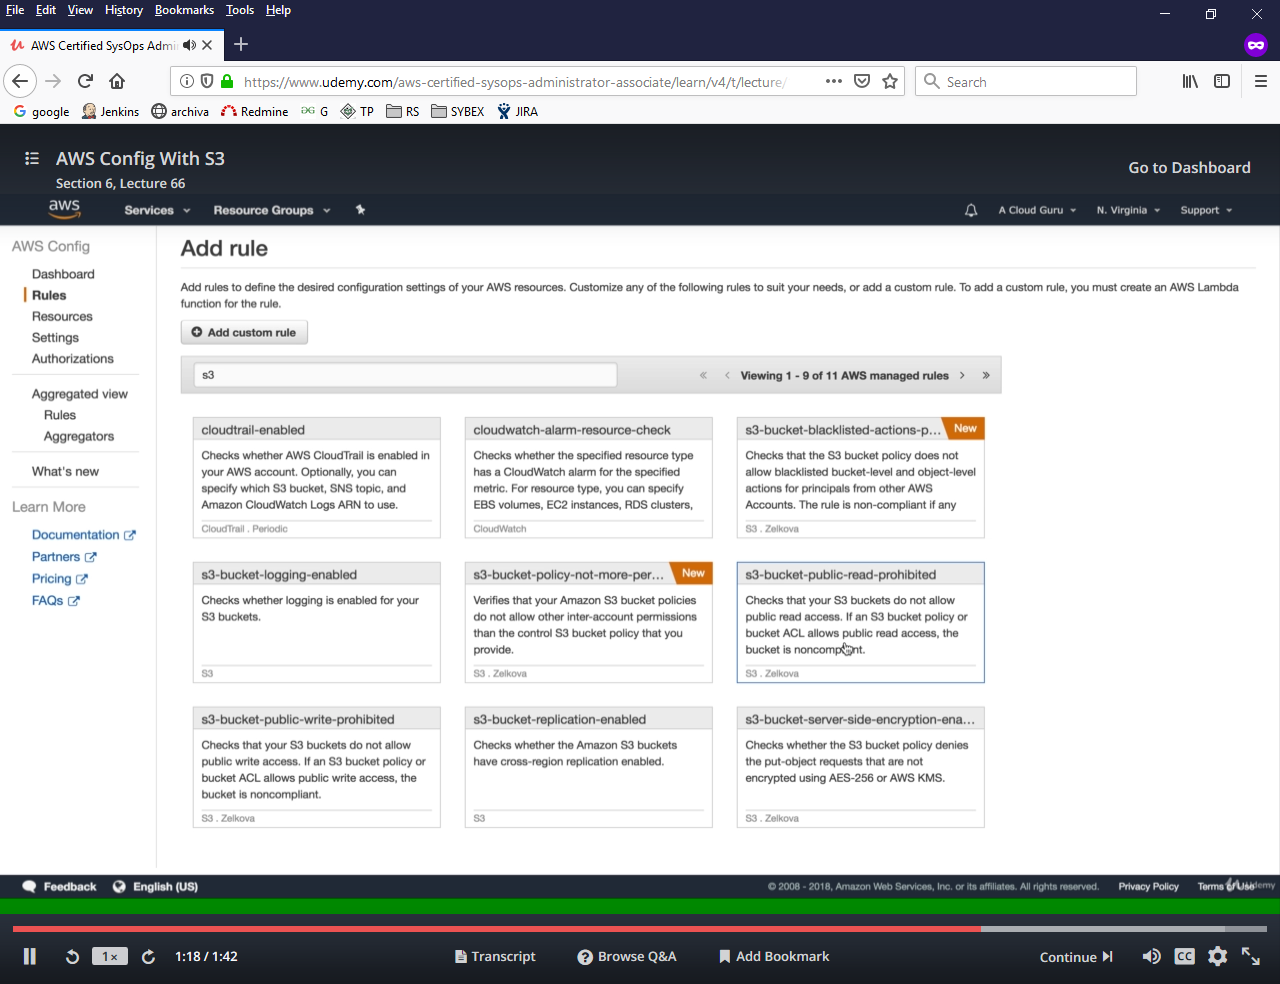 File Edit View History Bookmarks Tools Help
AWS Certified SysOps Admi
https://www.udemy.com/aws-certified-sysops-administrator-associate/learn/v4/t/lecture/
Search
google Jenkins archiva Redmine G TP RS SYBEX JIRA
AWS Config With S3
Section 6, Lecture 66
Go to Dashboard
aws Services Resource Groups A Cloud Guru N. Virginia Support
AWS Config
Dashboard
Rules
Resources
Settings
Authorizations
Aggregated view
Rules
Aggregators
What's new
Learn More
Documentation
Partners
Pricing
FAQs
Add rule
Add rules to define the desired configuration settings of your AWS resources. Customize any of the following rules to suit your needs, or add a custom rule. To add a custom rule, you must create an AWS Lambda
function for the rule.
Add custom rule
s3
« ‹ Viewing 1 - 9 of 11 AWS managed rules › »
cloudtrail-enabled
Checks whether AWS CloudTrail is enabled in
your AWS account. Optionally, you can
specify which S3 bucket, SNS topic, and
Amazon CloudWatch Logs ARN to use.
CloudTrail . Periodic
cloudwatch-alarm-resource-check
Checks whether the specified resource type
has a CloudWatch alarm for the specified
metric. For resource type, you can specify
EBS volumes, EC2 instances, RDS clusters,
CloudWatch
s3-bucket-blacklisted-actions-p... New
Checks that the S3 bucket policy does not
allow blacklisted bucket-level and object-level
actions for principals from other AWS
Accounts. The rule is non-compliant if any
S3 . Zelkova
s3-bucket-logging-enabled
Checks whether logging is enabled for your
S3 buckets.
S3
s3-bucket-policy-not-more-per... New
Verifies that your Amazon S3 bucket policies
do not allow other inter-account permissions
than the control S3 bucket policy that you
provide.
S3 . Zelkova
s3-bucket-public-read-prohibited
Checks that your S3 buckets do not allow
public read access. If an S3 bucket policy or
bucket ACL allows public read access, the
bucket is noncompliant.
S3 . Zelkova
s3-bucket-public-write-prohibited
Checks that your S3 buckets do not allow
public write access. If an S3 bucket policy or
bucket ACL allows public write access, the
bucket is noncompliant.
S3 . Zelkova
s3-bucket-replication-enabled
Checks whether the Amazon S3 buckets
have cross-region replication enabled.
S3
s3-bucket-server-side-encryption-ena...
Checks whether the S3 bucket policy denies
the put-object requests that are not
encrypted using AES-256 or AWS KMS.
S3 . Zelkova
Feedback English (US)
© 2008 - 2018, Amazon Web Services, Inc. or its affiliates. All rights reserved. Privacy Policy Terms of Use
1x 1:18 / 1:42 Transcript Browse Q&A Add Bookmark Continue CC